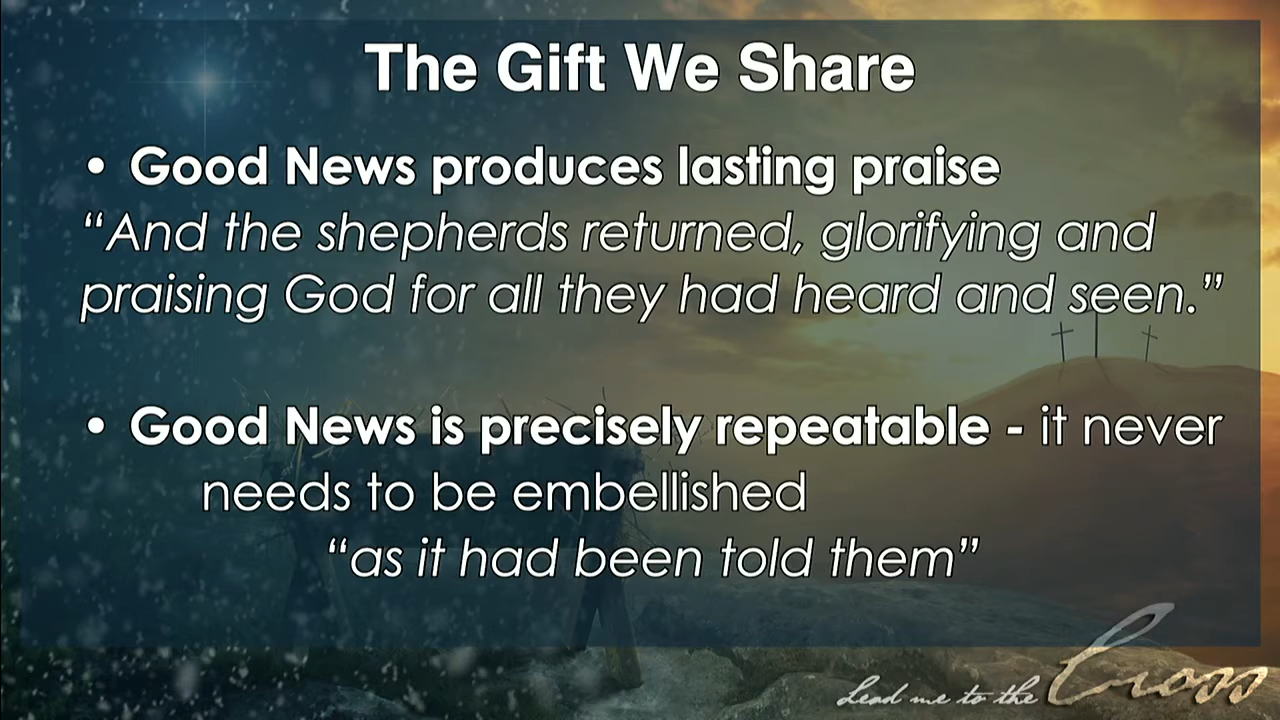 The Gift We Share
• Good News produces lasting praise
“And the shepherds returned, glorifying and
praising God for all they had heard and seen.”
• Good News is precisely repeatable - it never
needs to be embellished
“as it had been told them”
Lead me to the Cross